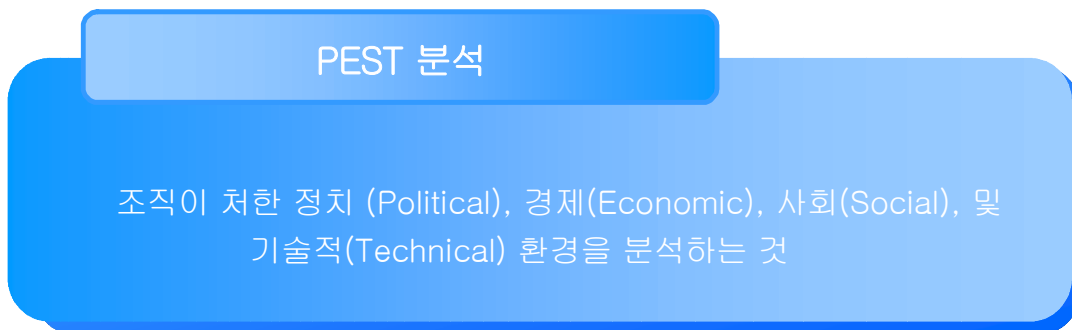 PEST 분석
조직이 처한 정치 (Political), 경제(Economic), 사회(Social), 및
기술적(Technical) 환경을 분석하는 것